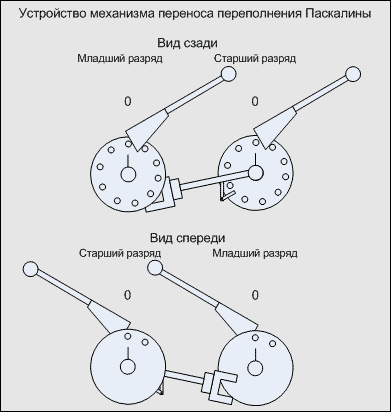 Устройство механизма переноса переполнения Паскалины
Вид сзади
Младший разряд Старший разряд
0 0
Вид спереди
Старший разряд Младший разряд
0 0